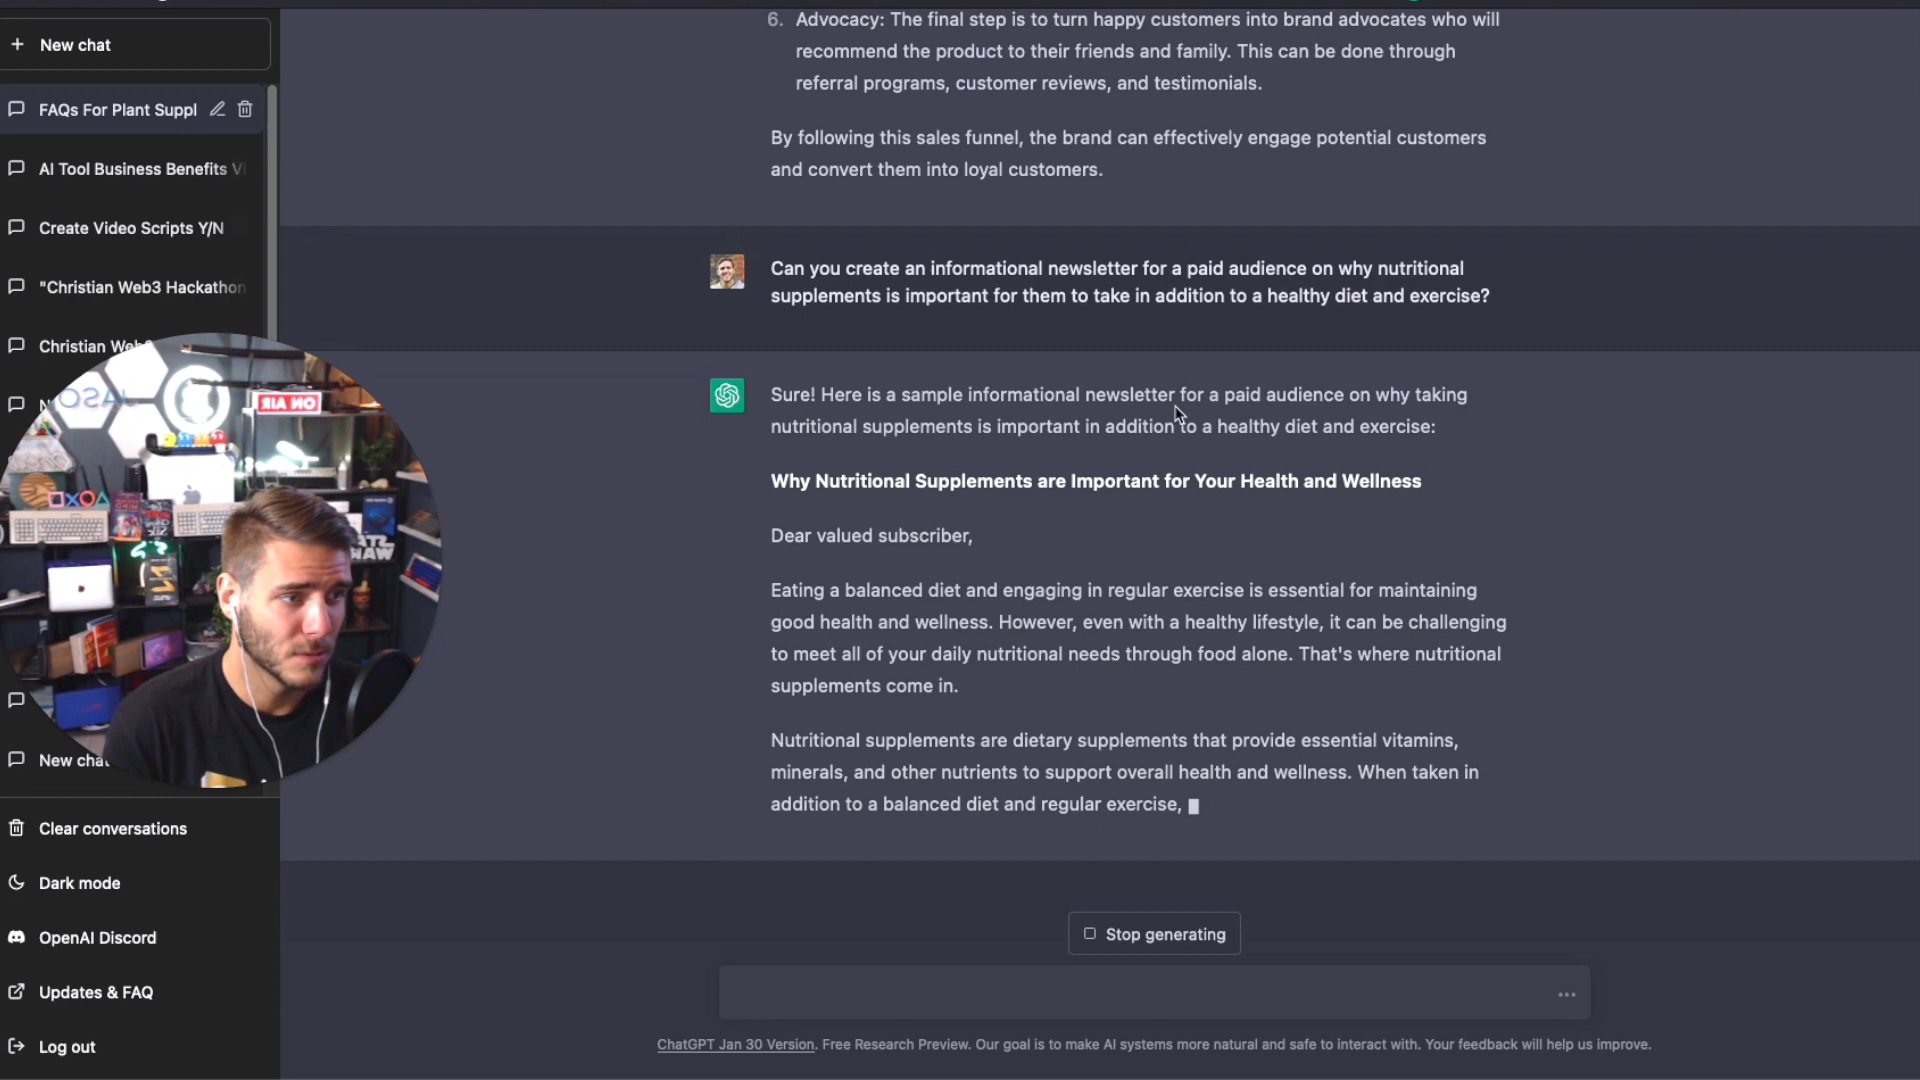 New chat
FAQs For Plant Suppl
AI Tool Business Benefits Vi
Create Video Scripts Y/N
"Christian Web3 Hackathon
Christian Web3
New chat
Clear conversations
Dark mode
OpenAI Discord
Updates & FAQ
Log out
ON AIR
6. Advocacy: The final step is to turn happy customers into brand advocates who will
recommend the product to their friends and family. This can be done through
referral programs, customer reviews, and testimonials.
By following this sales funnel, the brand can effectively engage potential customers
and convert them into loyal customers.
Can you create an informational newsletter for a paid audience on why nutritional
supplements is important for them to take in addition to a healthy diet and exercise?
Sure! Here is a sample informational newsletter for a paid audience on why taking
nutritional supplements is important in addition to a healthy diet and exercise:
Why Nutritional Supplements are Important for Your Health and Wellness
Dear valued subscriber,
Eating a balanced diet and engaging in regular exercise is essential for maintaining
good health and wellness. However, even with a healthy lifestyle, it can be challenging
to meet all of your daily nutritional needs through food alone. That's where nutritional
supplements come in.
Nutritional supplements are dietary supplements that provide essential vitamins,
minerals, and other nutrients to support overall health and wellness. When taken in
addition to a balanced diet and regular exercise,
Stop generating
ChatGPT Jan 30 Version. Free Research Preview. Our goal is to make AI systems more natural and safe to interact with. Your feedback will help us improve.